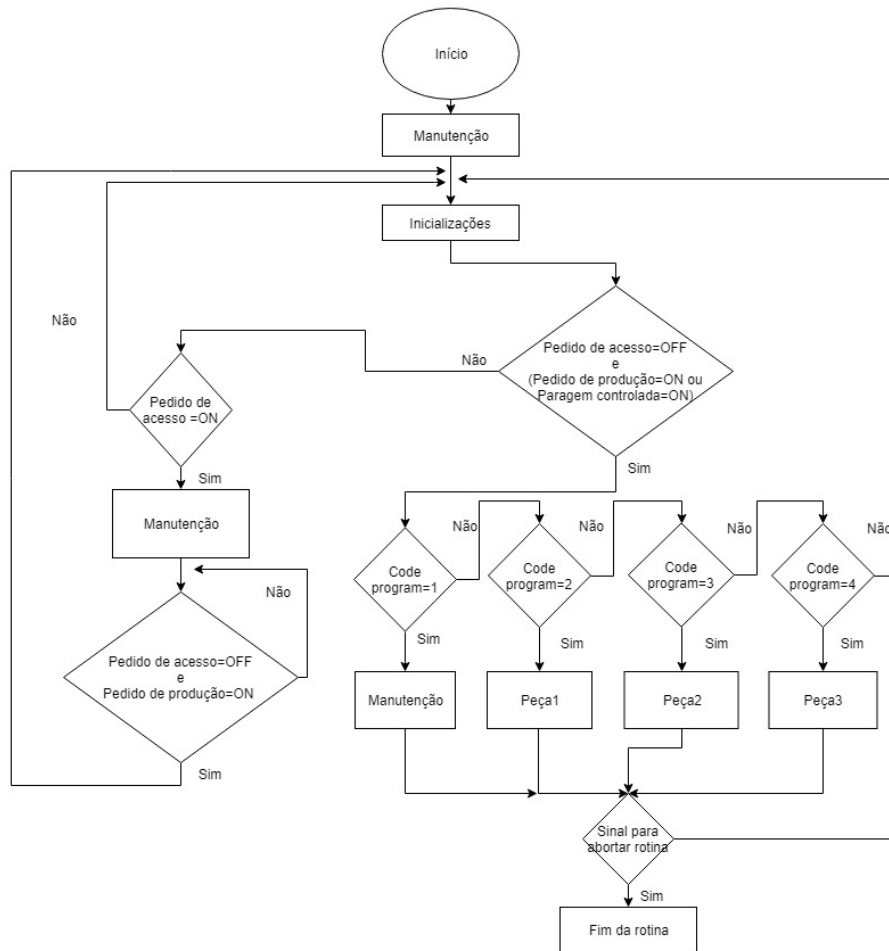 Início
Manutenção
Inicializações
Não
Não
Pedido de acesso=OFF
e
(Pedido de produção=ON ou
Paragem controlada=ON)
Pedido de
acesso =ON
Sim
Sim
Manutenção
Não
Não
Não
Não
Não
Code
program=1
Code
program=2
Code
program=3
Code
program=4
Pedido de acesso=OFF
e
Pedido de produção=ON
Sim
Sim
Sim
Sim
Manutenção
Peça1
Peça2
Peça3
Sim
Sinal para
abortar rotina
Sim
Fim da rotina